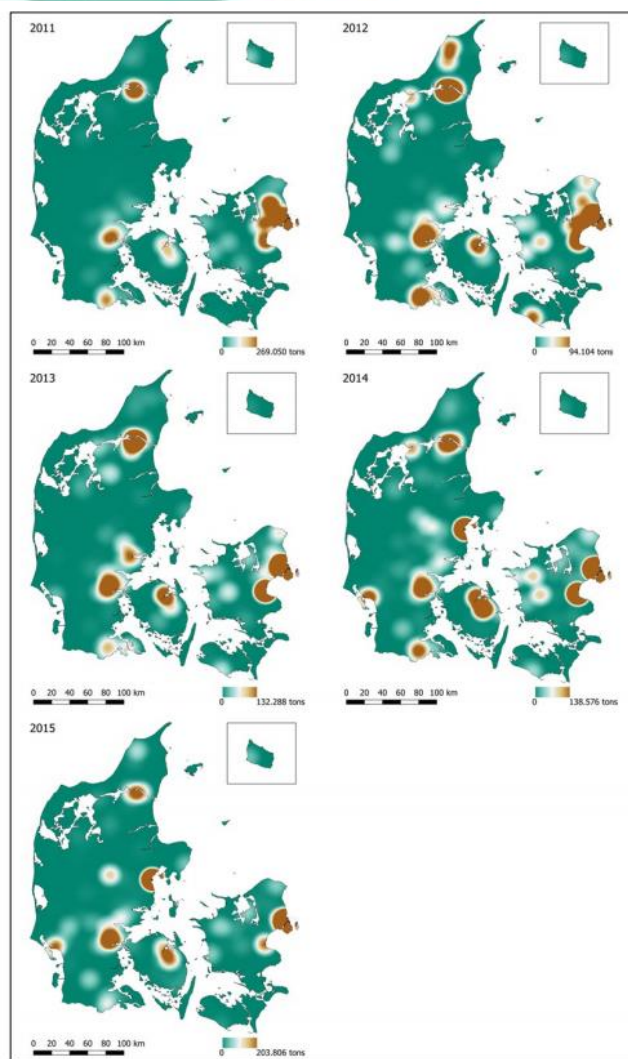 2011
2012
0 20 40 60 80 100 km
0 269.050 tons
0 20 40 60 80 100 km
0 94.104 tons
2013
2014
0 20 40 60 80 100 km
0 132.288 tons
0 20 40 60 80 100 km
0 138.576 tons
2015
0 20 40 60 80 100 km
0 203.806 tons